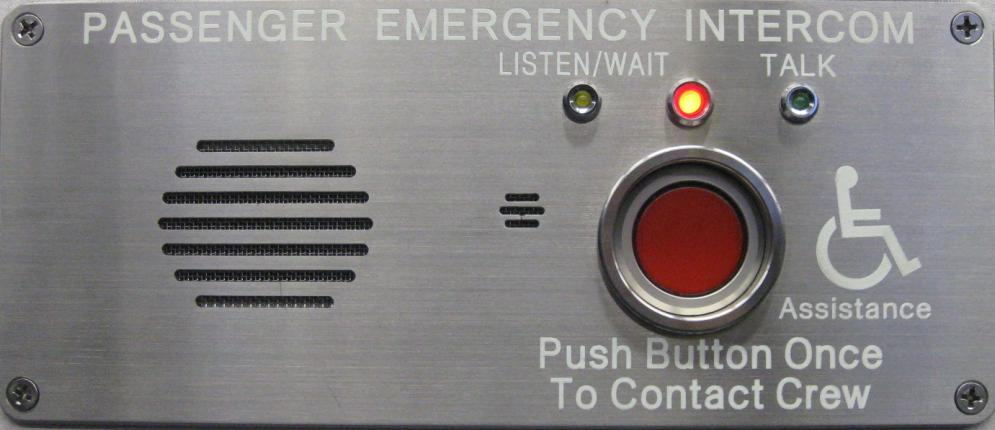 PASSENGER EMERGENCY INTERCOM
LISTEN/WAIT TALK
Assistance
Push Button Once
To Contact Crew